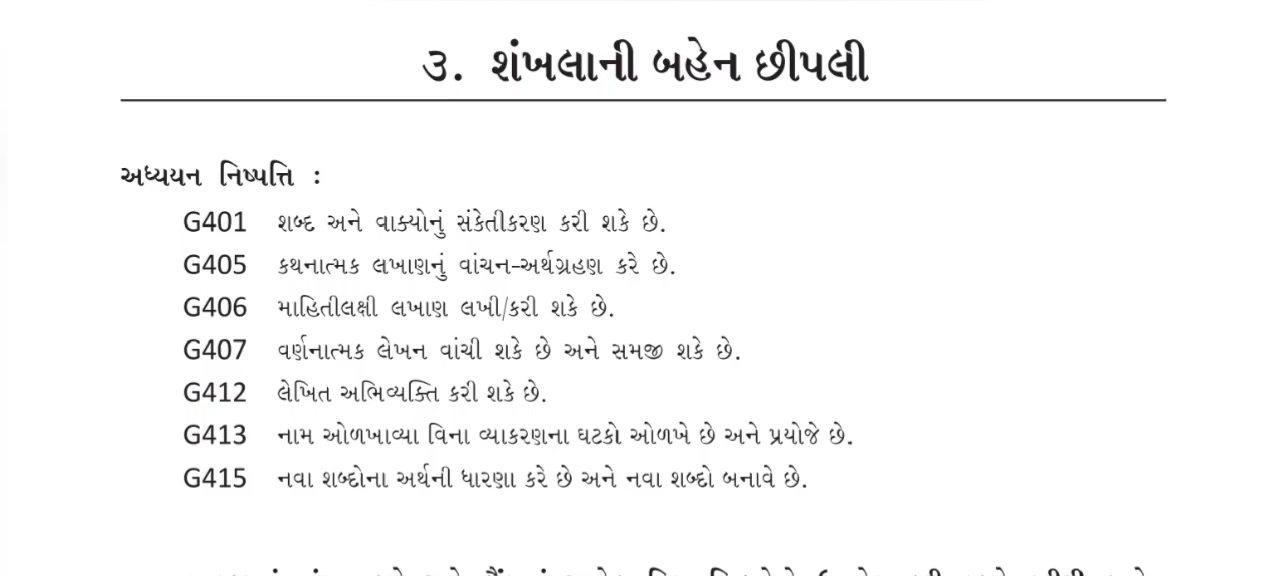 ૩. શંખલાની બહેન છીપલી
અધ્યયન નિષ્પત્તિ :
G401 શબ્દ અને વાક્યોનું સંકેતીકરણ કરી શકે છે.
G405 કથનાત્મક લખાણનું વાંચન-અર્થગ્રહણ કરે છે.
G406 માહિતીલક્ષી લખાણ લખી/કરી શકે છે.
G407 વર્ણનાત્મક લેખન વાંચી શકે છે અને સમજી શકે છે.
G412 લેખિત અભિવ્યક્તિ કરી શકે છે.
G413 નામ ઓળખાવ્યા વિના વ્યાકરણના ઘટકો ઓળખે છે અને પ્રયોજે છે.
G415 નવા શબ્દોના અર્થની ધારણા કરે છે અને નવા શબ્દો બનાવે છે.